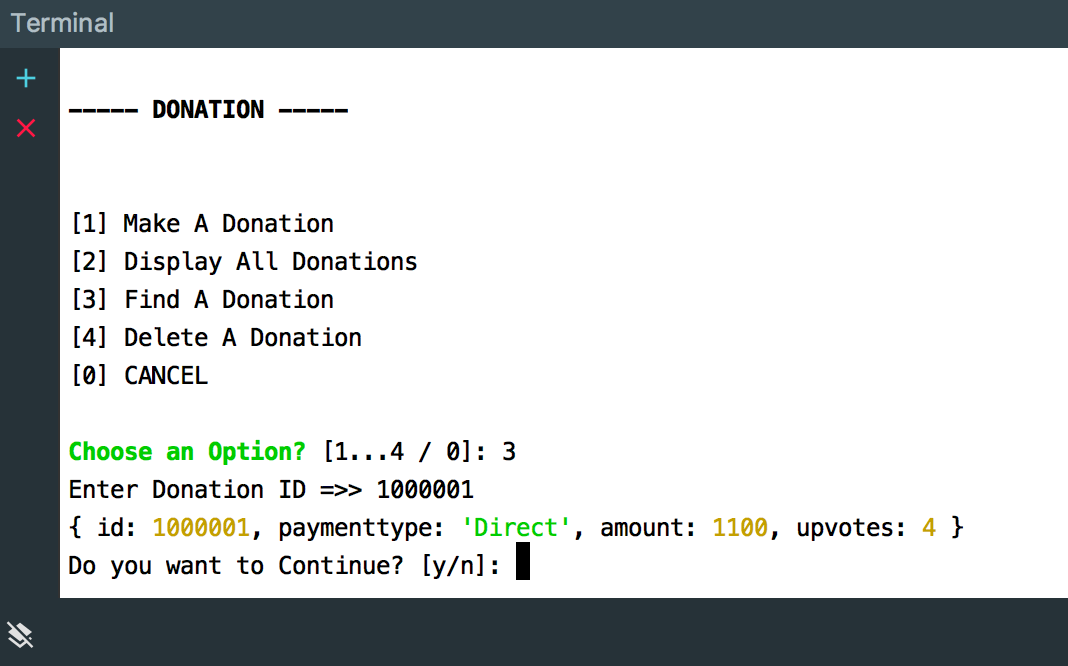 Terminal
----- DONATION -----
[1] Make A Donation
[2] Display All Donations
[3] Find A Donation
[4] Delete A Donation
[0] CANCEL
Choose an Option? [1...4 / 0]: 3
Enter Donation ID =>> 1000001
{ id: 1000001, paymenttype: 'Direct', amount: 1100, upvotes: 4 }
Do you want to Continue? [y/n]: